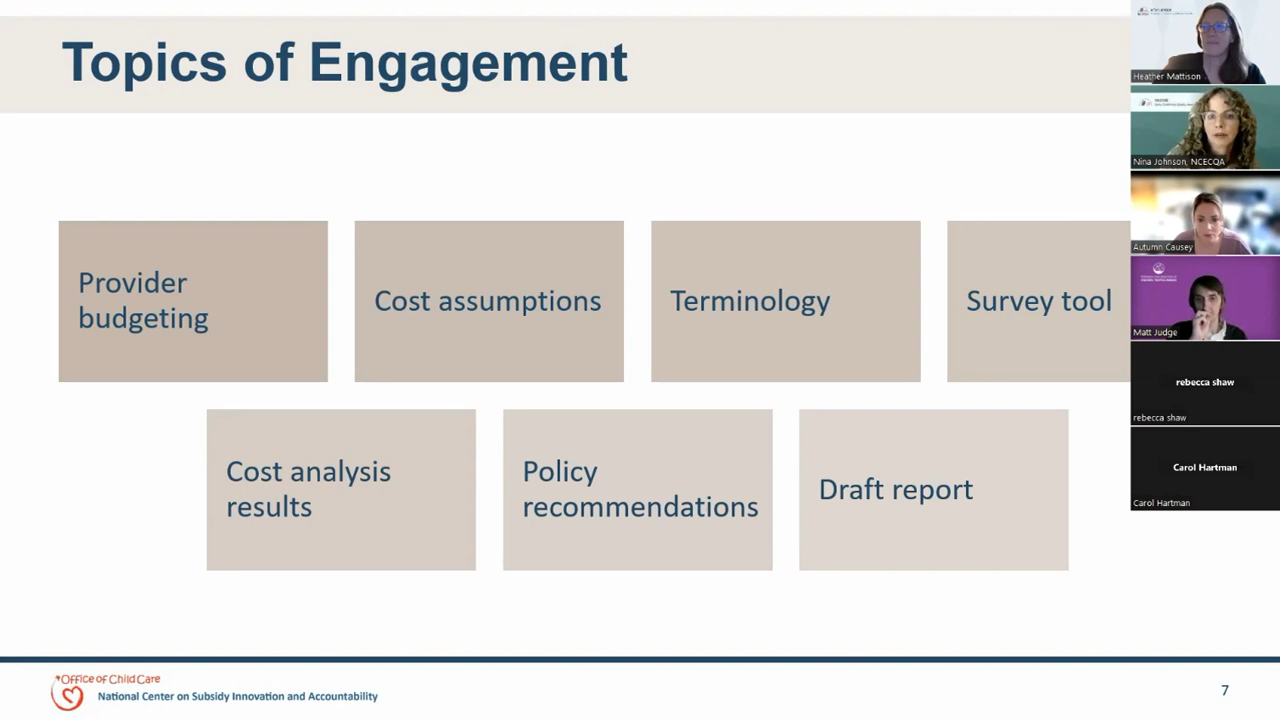 Topics of Engagement
Provider
budgeting
Cost assumptions
Terminology
Survey tool
Cost analysis
results
Policy
recommendations
Draft report
Office of Child Care
National Center on Subsidy Innovation and Accountability
7
Heather Mattison
Nina Johnson, NCECQA
Autumn Causey
Matt Judge
rebecca shaw
rebecca shaw
Carol Hartman
Carol Hartman